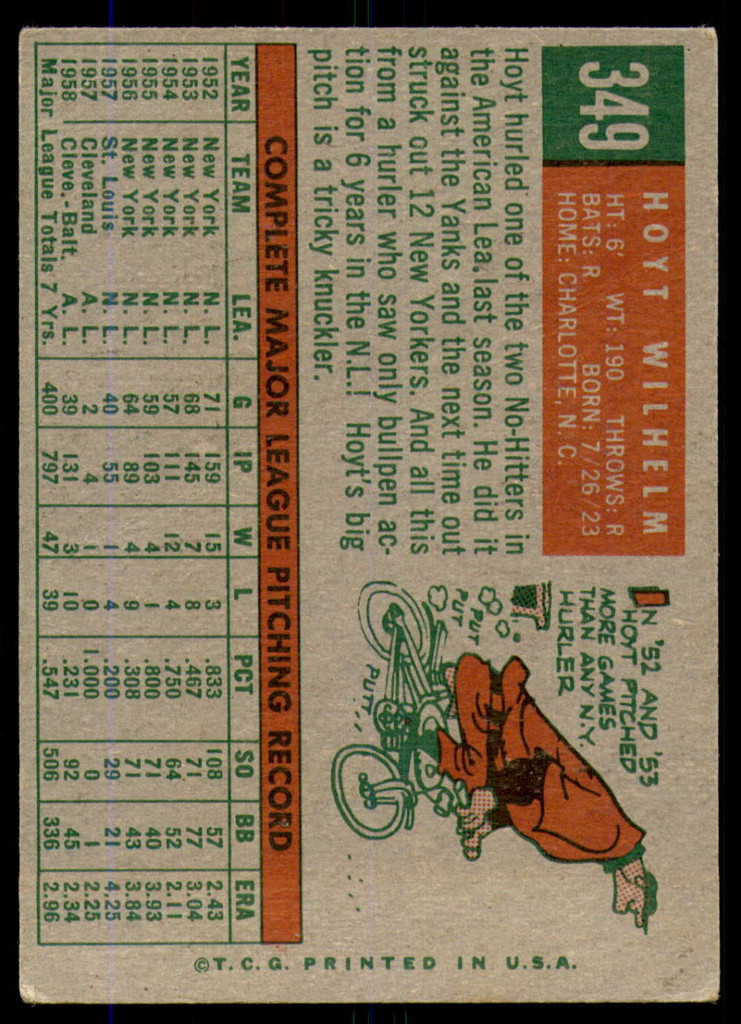 349
HOYT WILHELM
HT: 6' WT: 190 THROWS: R
BATS: R BORN: 7/26/23
HOME: CHARLOTTE, N. C.
Hoyt hurled one of the two No-Hitters in
the American Lea. last season. He did it
against the Yanks and the next time out
struck out 12 New Yorkers. And all this
from a hurler who saw only bullpen ac-
tion for 6 years in the N.L.! Hoyt's big
pitch is a tricky knuckler.
IN '52 AND '53
HOYT PITCHED
MORE GAMES
THAN ANY N.Y.
HURLER
PUT
PUT
PUTT...
COMPLETE MAJOR LEAGUE PITCHING RECORD
YEAR TEAM LEA. G IP W L PCT SO BB ERA
1952 New York N. L. 71 159 15 3 .833 108 57 2.43
1953 New York N. L. 68 145 7 8 .467 71 77 3.04
1954 New York N. L. 57 111 12 4 .750 64 52 2.11
1955 New York N. L. 59 103 4 1 .800 71 40 3.93
1956 New York N. L. 64 89 4 9 .308 71 43 3.84
1957 St. Louis N. L. 40 55 1 4 .200 29 21 4.25
1957 Cleveland A. L. 2 4 1 0 1.000 0 1 2.25
1958 Cleve.-Balt. A. L. 39 131 3 10 .231 92 45 2.34
Major League Totals 7 Yrs. 400 797 47 39 .547 506 336 2.96
©T. C. G. PRINTED IN U.S.A.